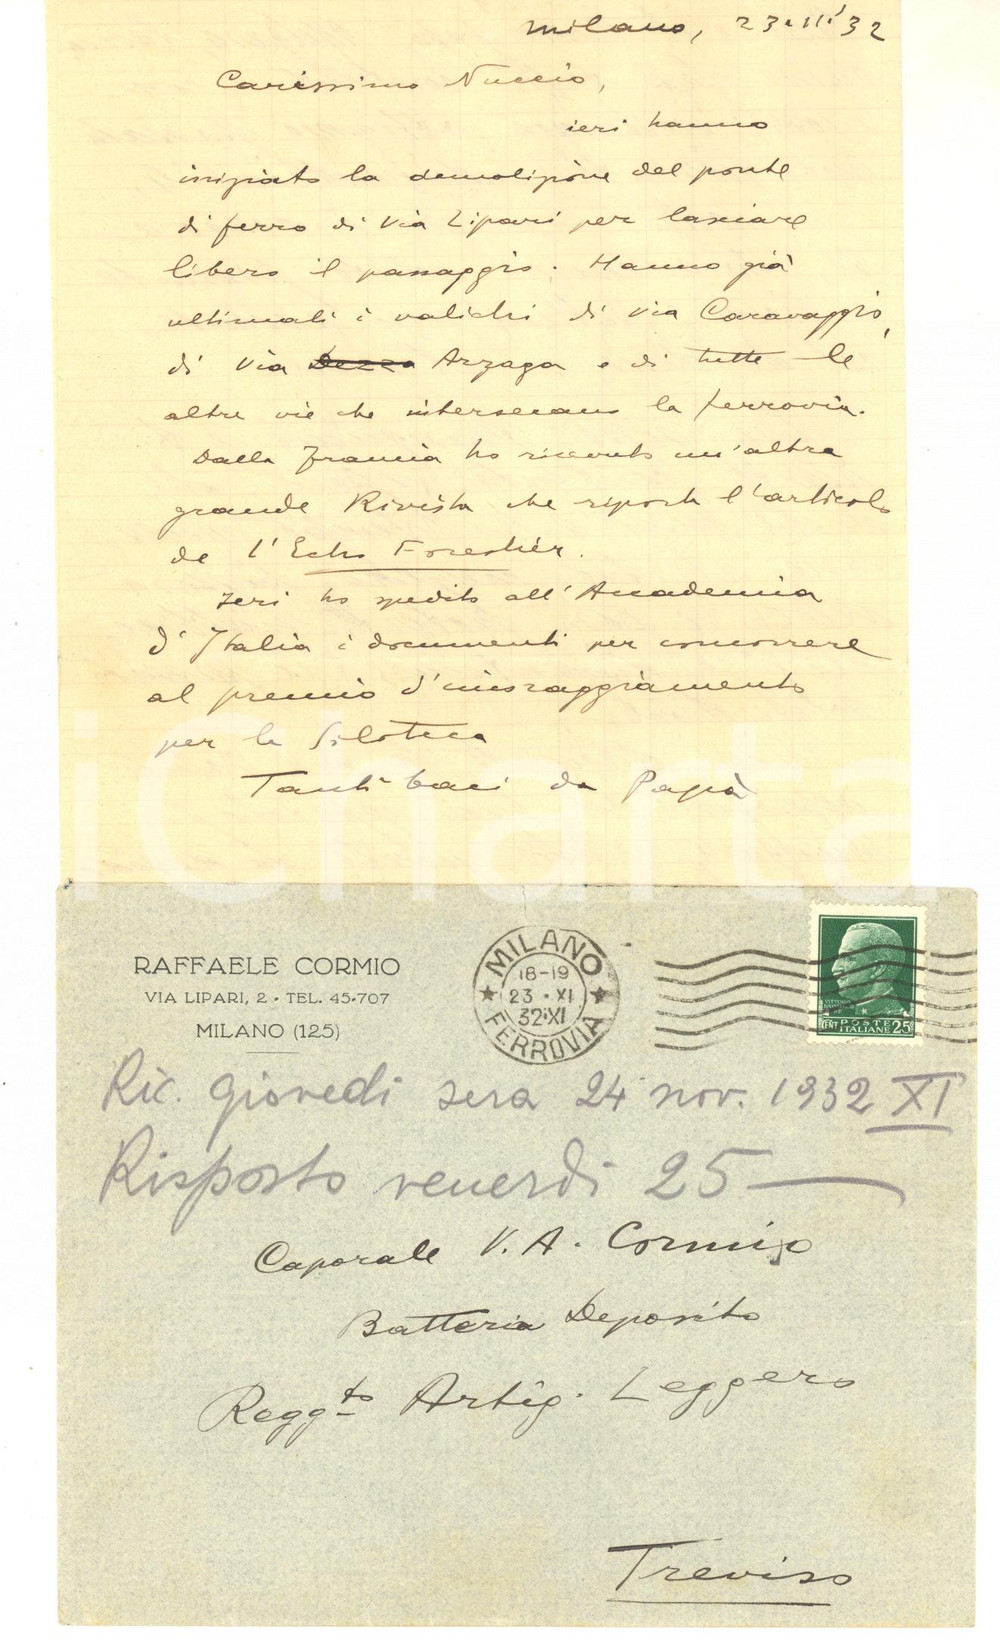 Milano, 23.11.'32
Carissimo Nuccio,
ieri hanno
iniziato la demolizione del ponte
di ferro di Via Lipari per lasciare
libero il passaggio. Hanno già
ultimati i valichi di via Caravaggio,
di Via Dezza Arzaga e di tutte le
altre vie che intersecano la ferrovia.
Dalla Francia ho ricevuto un'altra
grande Rivista che riporta l'articolo
de l'Echo Forestier.
Ieri ho spedito all'Accademia
d'Italia i documenti per concorrere
al premio d'incoraggiamento
per la Siloteca
Tanti baci da Papà
iCharta
RAFFAELE CORMIO
VIA LIPARI, 2 - TEL. 45-707
MILANO (125)
MILANO
18-19
23 · XI
32·XI
FERROVIA
POSTE
ITALIANE
CENT 25
Ric. giovedi sera 24 nov. 1932 XI
Risposto venerdi 25
Caporale V. A. Cormio
Batteria Deposito
Regg.to Artig. Leggero
Treviso